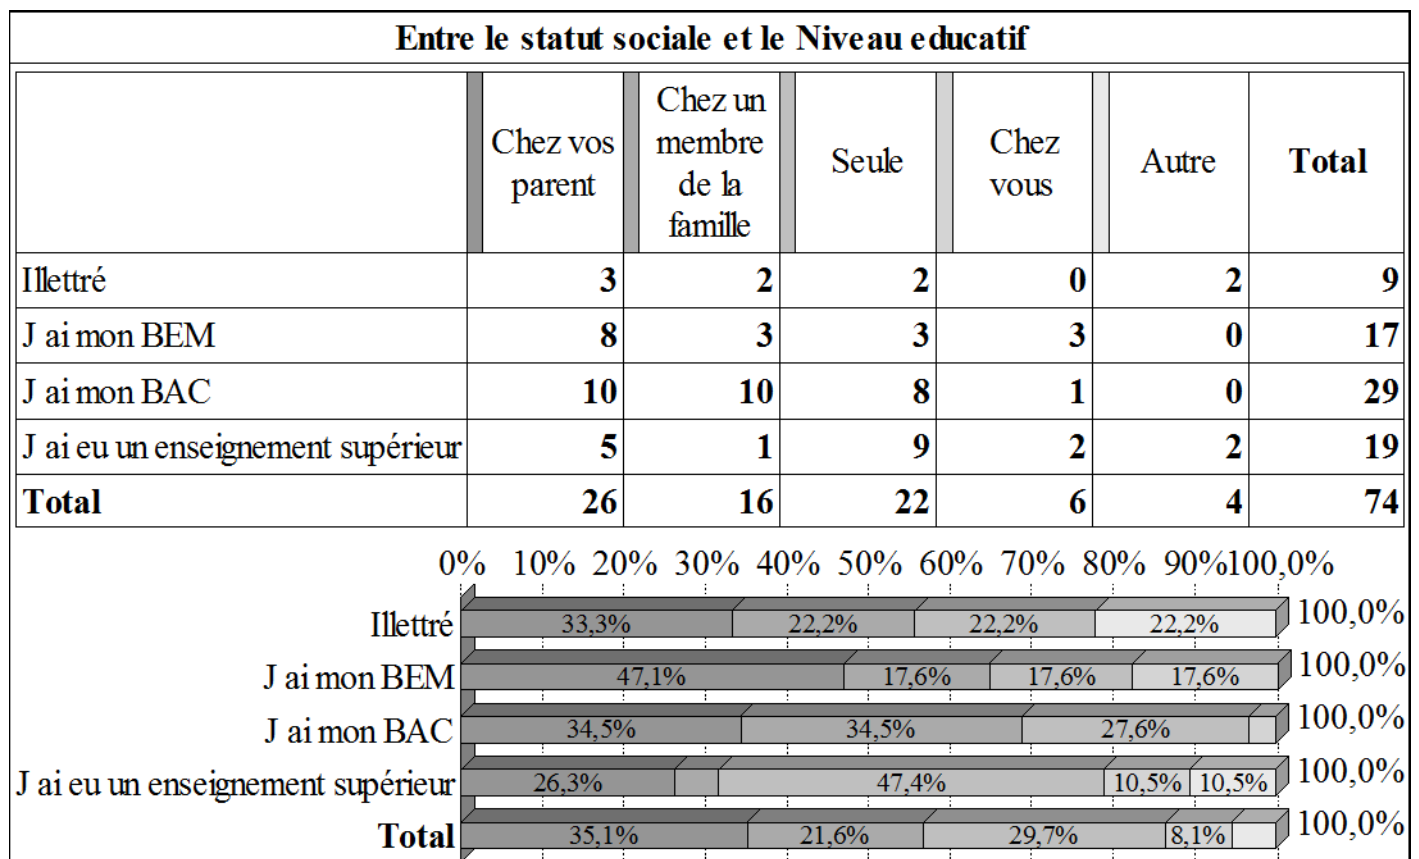 Entre le statut sociale et le Niveau educatif
Chez vos parent Chez un membre de la famille Seule Chez vous Autre Total
Illettré 3 2 2 0 2 9
J ai mon BEM 8 3 3 3 0 17
J ai mon BAC 10 10 8 1 0 29
J ai eu un enseignement supérieur 5 1 9 2 2 19
Total 26 16 22 6 4 74
0% 10% 20% 30% 40% 50% 60% 70% 80% 90% 100,0%
Illettré 33,3% 22,2% 22,2% 22,2% 100,0%
J ai mon BEM 47,1% 17,6% 17,6% 17,6% 100,0%
J ai mon BAC 34,5% 34,5% 27,6% 100,0%
J ai eu un enseignement supérieur 26,3% 47,4% 10,5% 10,5% 100,0%
Total 35,1% 21,6% 29,7% 8,1% 100,0%